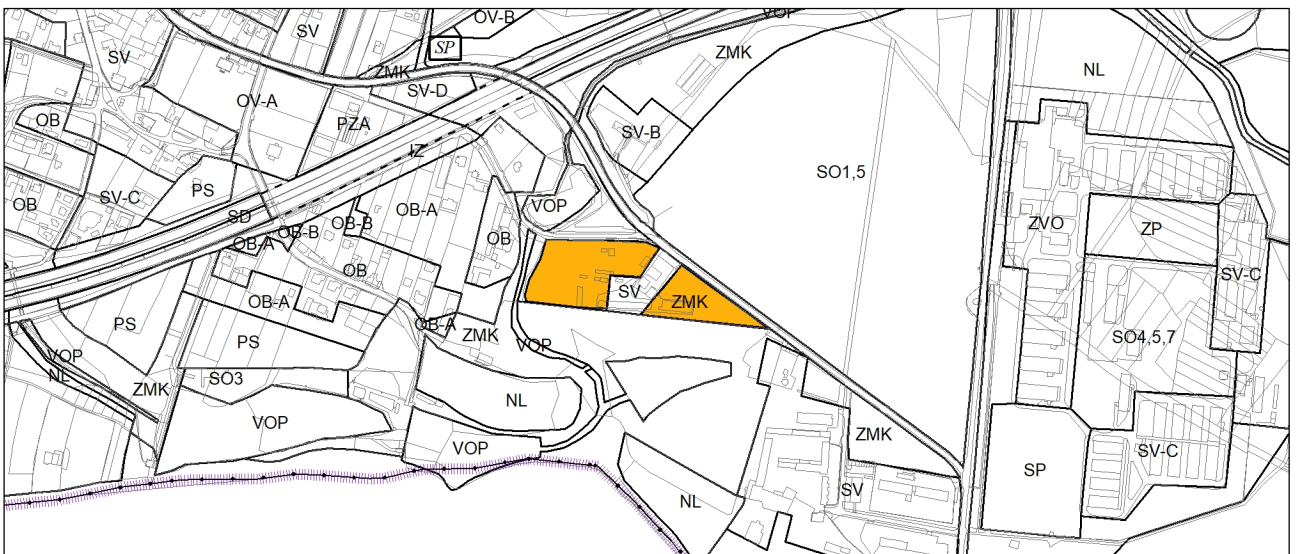 VOP
OV-B
SV
SP
SV
ZMK
ZMK
NL
SV-D
OV-A
OB
PZA
SV-B
IZ
SO1,5
PS
SV-C
OB
OB-A
VOP
SD
OB-B
OB-B
OB-A
OB
ZVO
ZP
OB
SV-C
SV
ZMK
OB-A
PS
OB-A
ZMK
VOP
SO4,5,7
PS
VOP
NL
SO3
ZMK
NL
VOP
ZMK
VOP
SV-C
SP
SV
NL